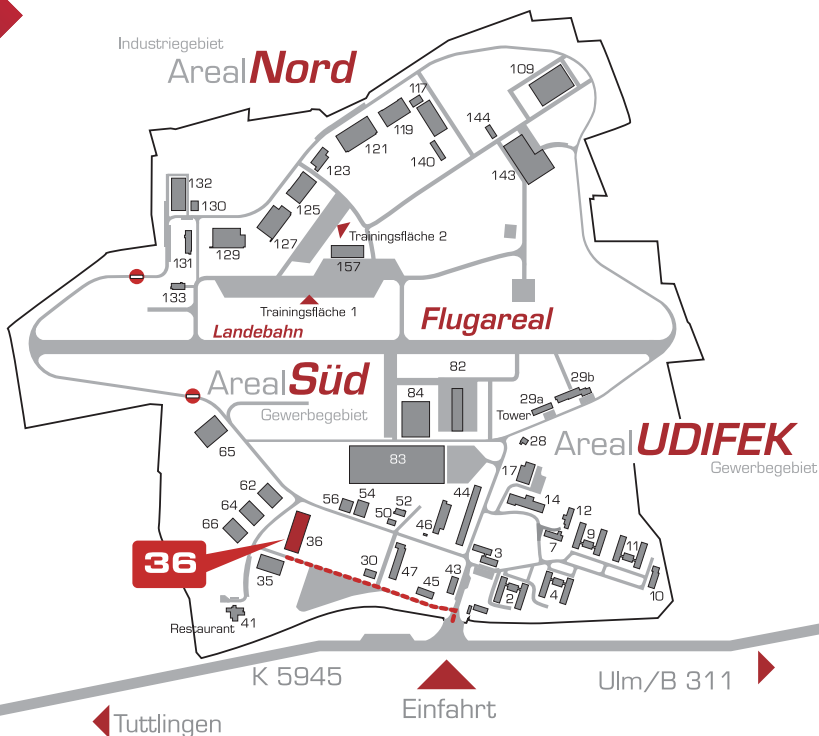 Industriegebiet
Areal Nord
109
117
119
144
121
140
123
143
132
125
130
127
Trainingsfläche 2
129
131
157
133
Trainingsfläche 1
Landebahn
Flugareal
82
Areal Süd
29b
84
29a
Gewerbegebiet
Tower
65
28
Areal UDIFEK
83
Gewerbegebiet
17
62
44
14
56
54
52
64
12
50
46
66
36
9
7
11
3
36
30
47
43
35
45
2
4
10
41
Restaurant
K 5945
Ulm/B 311
Einfahrt
Tuttlingen